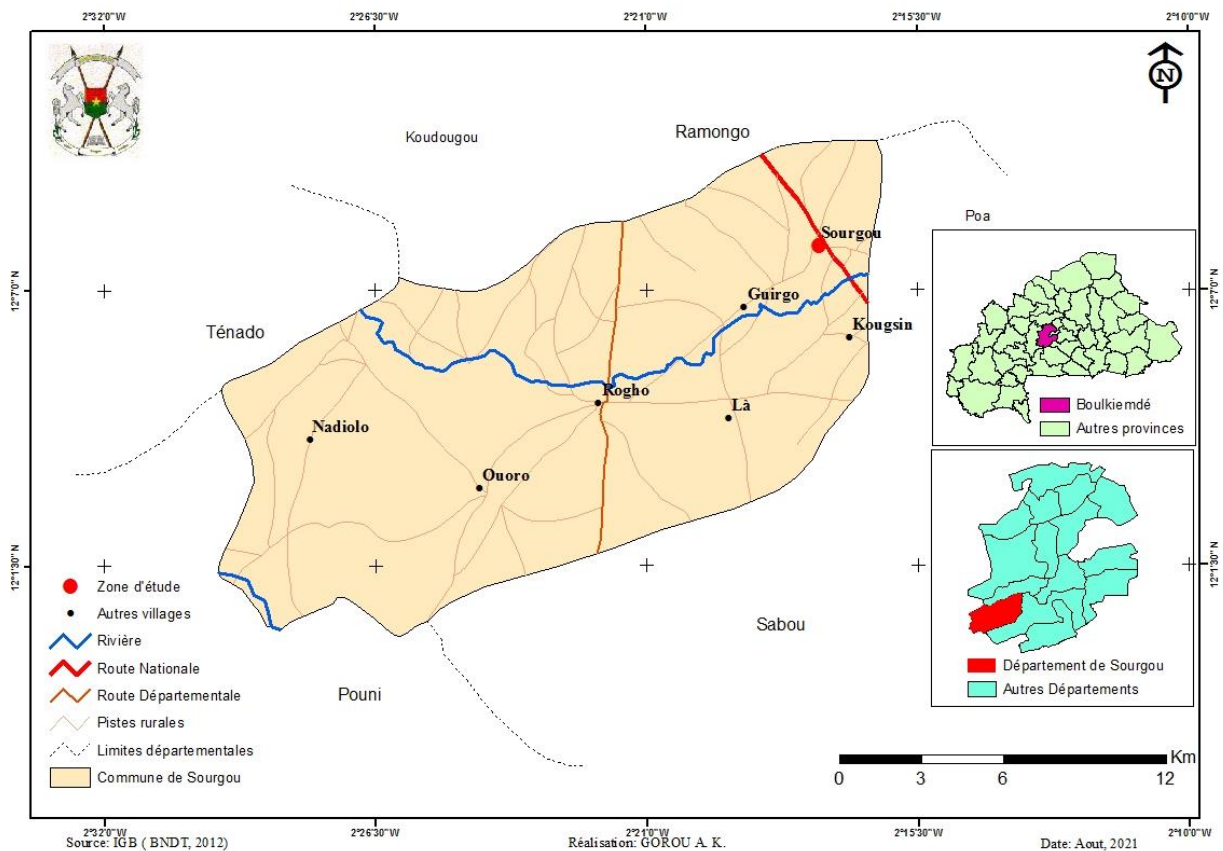 2°32'0"W 2°26'30"W 2°21'0"W 2°15'30"W 2°10'0"W
N
Koudougou
Ramongo
Poa
Sourgou
12°7'0"N
12°7'0"N
Guirgo
Ténado
Kougsin
Rogho
Là
Nadiolo
Ouoro
Boulkiemdé
Autres provinces
12°1'30"N
12°1'30"N
Sabou
Pouni
Zone d'étude
Autres villages
Rivière
Route Nationale
Route Départementale
Pistes rurales
Limites départementales
Commune de Sourgou
Département de Sourgou
Autres Départements
Km
0 3 6 12
2°32'0"W 2°26'30"W 2°21'0"W 2°15'30"W 2°10'0"W
Source: IGB ( BNDT, 2012) Réalisation: GOROU A. K. Date: Aout, 2021